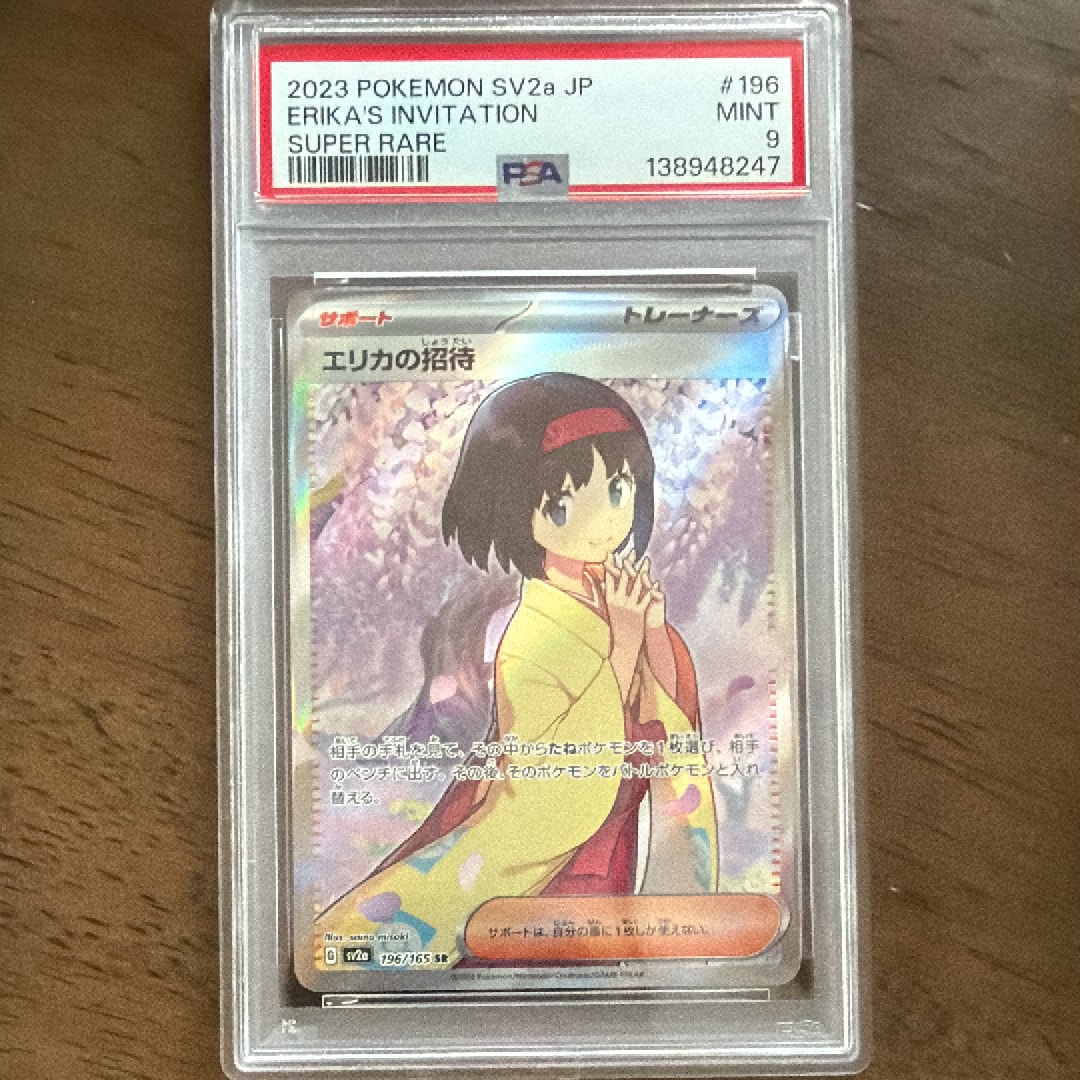 2023 POKEMON SV2a JP #196
ERIKA'S INVITATION MINT
SUPER RARE 9
PSA 138948247
サポート トレーナーズ
しょうたい
エリカの招待
相手の手札を見て、その中からたねポケモンを1枚選び、相手
のベンチに出す。その後、そのポケモンをバトルポケモンと入れ
替える。
サポートは、自分の番に1枚しか使えない。
Illus. saino misaki
G sv2a 196/165 SR